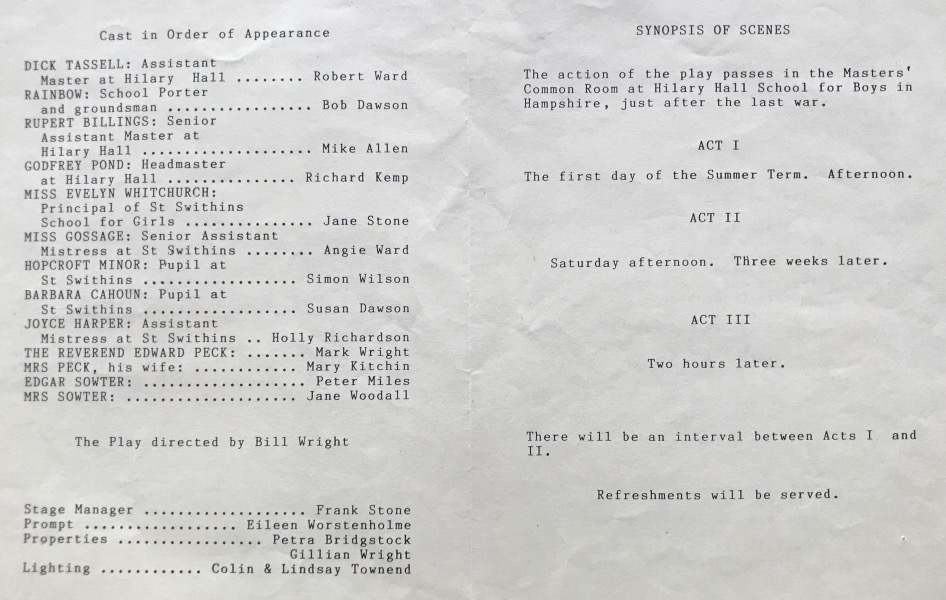 Cast in Order of Appearance
DICK TASSELL: Assistant
Master at Hilary Hall ........ Robert Ward
RAINBOW: School Porter
and groundsman ................. Bob Dawson
RUPERT BILLINGS: Senior
Assistant Master at
Hilary Hall .................... Mike Allen
GODFREY POND: Headmaster
at Hilary Hall ............... Richard Kemp
MISS EVELYN WHITCHURCH:
Principal of St Swithins
School for Girls ............... Jane Stone
MISS GOSSAGE: Senior Assistant
Mistress at St Swithins ........ Angie Ward
HOPCROFT MINOR: Pupil at
St Swithins .................. Simon Wilson
BARBARA CAHOUN: Pupil at
St Swithins .................. Susan Dawson
JOYCE HARPER: Assistant
Mistress at St Swithins .. Holly Richardson
THE REVEREND EDWARD PECK: ....... Mark Wright
MRS PECK, his wife: ............ Mary Kitchin
EDGAR SOWTER: .................... Peter Miles
MRS SOWTER: .................... Jane Woodall
The Play directed by Bill Wright
Stage Manager ...................... Frank Stone
Prompt .................. Eileen Worstenholme
Properties ................. Petra Bridgstock
Gillian Wright
Lighting ............ Colin & Lindsay Townend
SYNOPSIS OF SCENES
The action of the play passes in the Masters'
Common Room at Hilary Hall School for Boys in
Hampshire, just after the last war.
ACT I
The first day of the Summer Term. Afternoon.
ACT II
Saturday afternoon. Three weeks later.
ACT III
Two hours later.
There will be an interval between Acts I and
II.
Refreshments will be served.